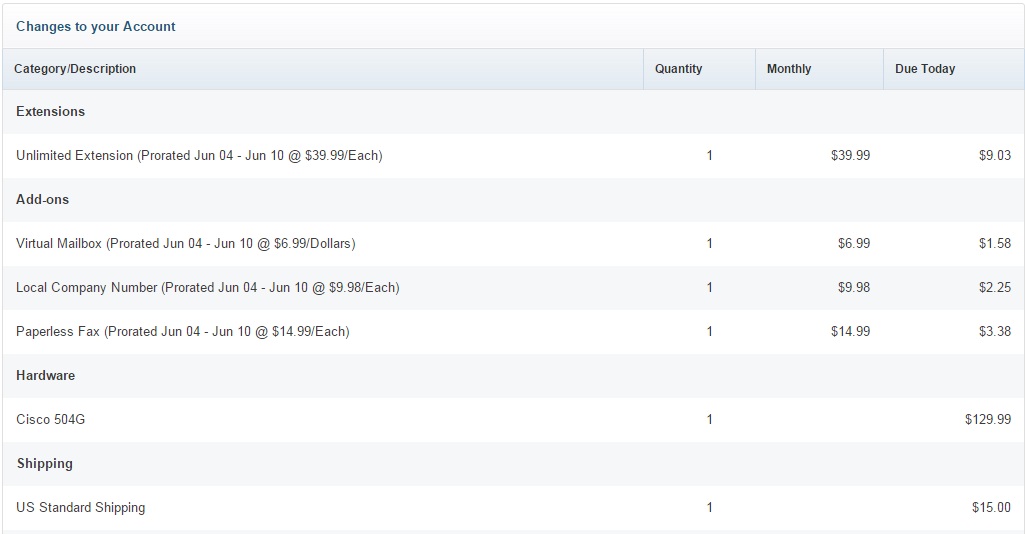 Changes to your Account
Category/Description Quantity Monthly Due Today
Extensions
Unlimited Extension (Prorated Jun 04 - Jun 10 @ $39.99/Each) 1 $39.99 $9.03
Add-ons
Virtual Mailbox (Prorated Jun 04 - Jun 10 @ $6.99/Dollars) 1 $6.99 $1.58
Local Company Number (Prorated Jun 04 - Jun 10 @ $9.98/Each) 1 $9.98 $2.25
Paperless Fax (Prorated Jun 04 - Jun 10 @ $14.99/Each) 1 $14.99 $3.38
Hardware
Cisco 504G 1 $129.99
Shipping
US Standard Shipping 1 $15.00